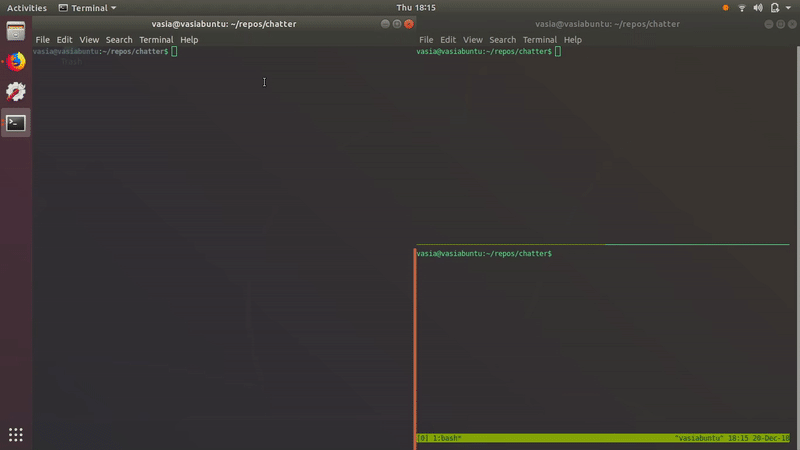 Activities Terminal Thu 18:15
vasia@vasiabuntu: ~/repos/chatter
File Edit View Search Terminal Help
vasia@vasiabuntu:~/repos/chatter$
Trash
vasia@vasiabuntu: ~/repos/chatter
File Edit View Search Terminal Help
vasia@vasiabuntu:~/repos/chatter$
vasia@vasiabuntu:~/repos/chatter$
[0] 1:bash* "vasiabuntu" 18:15 20-Dec-18